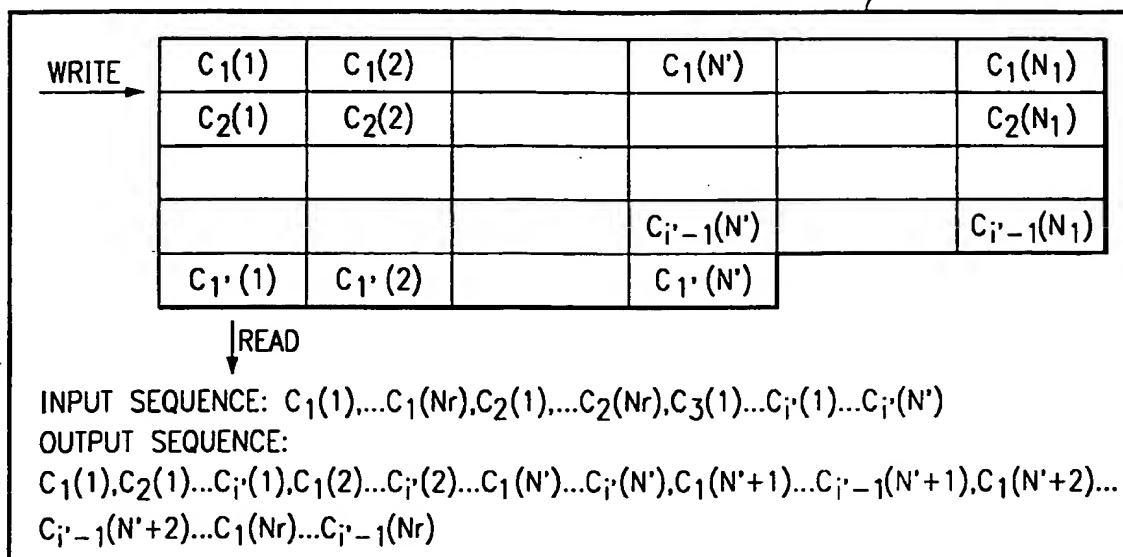 WRITE
C₁(1) C₁(2) C₁(N') C₁(N₁)
C₂(1) C₂(2) C₂(N₁)
Cᵢ'₋₁(N') Cᵢ'₋₁(N₁)
C₁'(1) C₁'(2) C₁'(N')
READ
INPUT SEQUENCE: C₁(1),...C₁(Nr),C₂(1),...C₂(Nr),C₃(1)...Cᵢ'(1)...Cᵢ'(N')
OUTPUT SEQUENCE:
C₁(1),C₂(1)...Cᵢ'(1),C₁(2)...Cᵢ'(2)...C₁(N')...Cᵢ'(N'),C₁(N'+1)...Cᵢ'₋₁(N'+1),C₁(N'+2)...
Cᵢ'₋₁(N'+2)...C₁(Nr)...Cᵢ'₋₁(Nr)